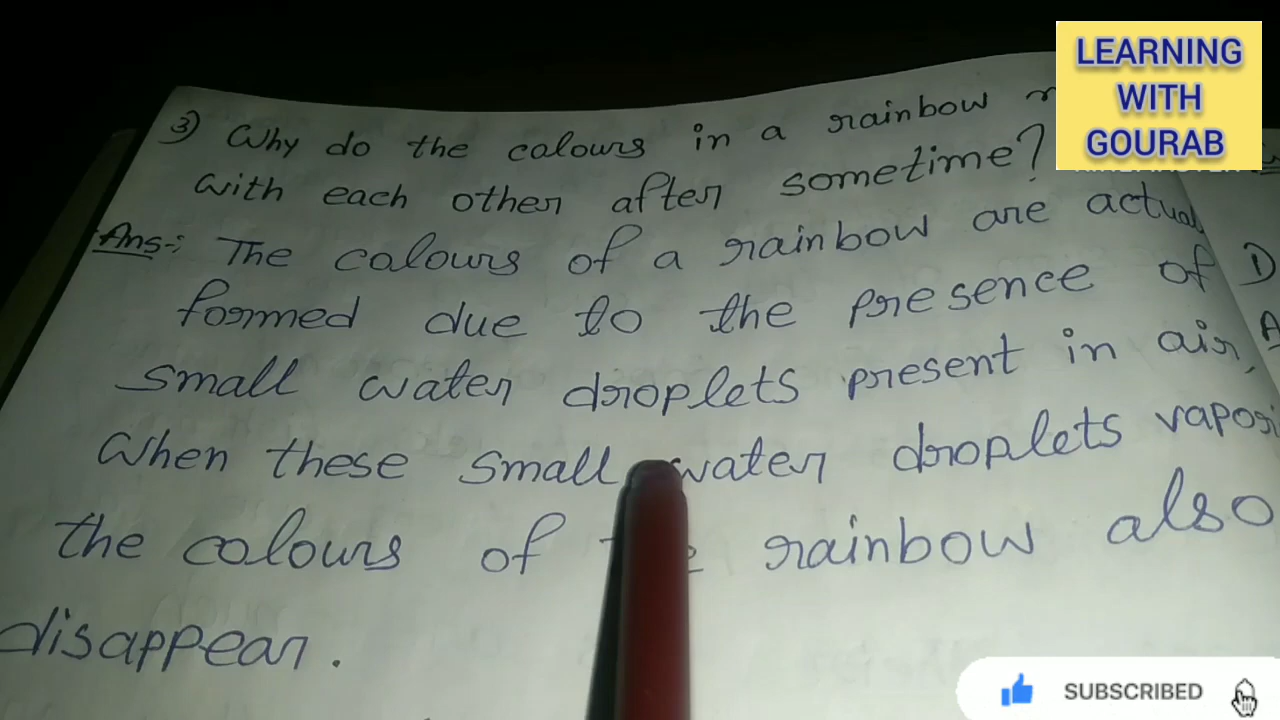 3) Why do the colours in a rainbow
with each other after sometime?
Ans-: The colours of a rainbow are actual
formed due to the presence of
small water droplets present in air,
When these small water droplets
the colours of rainbow also
disappear.
D
A
LEARNING
WITH
GOURAB
SUBSCRIBED